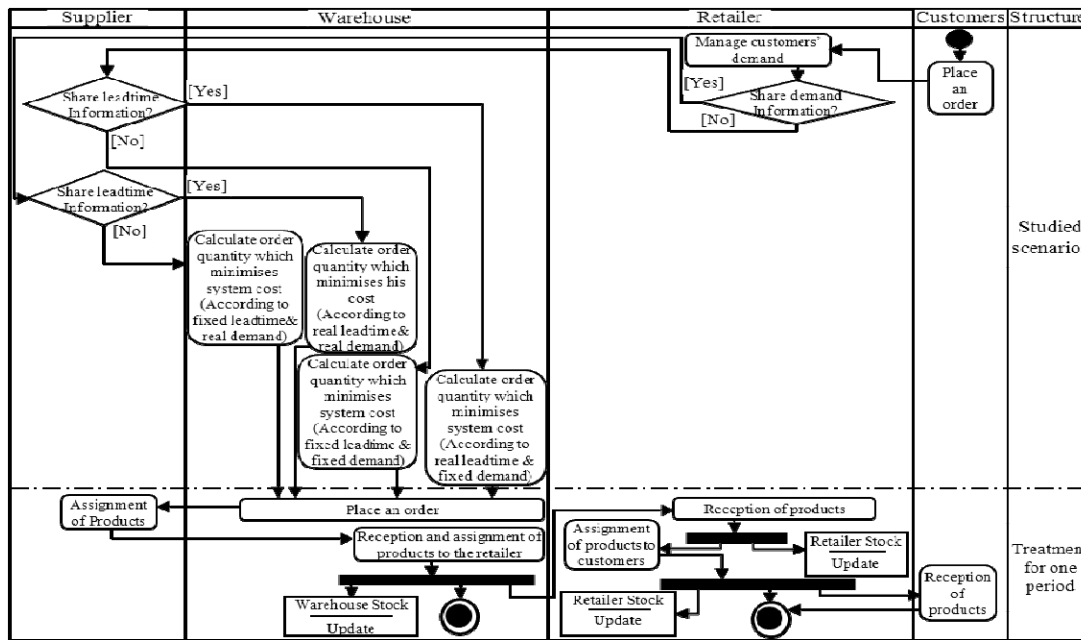 Supplier
Warehouse
Retailer
Customers
Structure
Manage customers'
demand
[Yes]
Share demand
Information?
[No]
Place
an
order
Share leadtime
Information?
[Yes]
[No]
Share leadtime
Information?
[Yes]
[No]
Calculate order
quantity which
minimises
system cost
(According to
fixed leadtime&
real demand)
Calculate order
quantity which
minimises his
cost
(According to
real leadtime&
real demand)
Calculate order
quantity which
minimises
system cost
(According to
fixed leadtime &
fixed demand)
Calculate order
quantity which
minimises
system cost
(According to
real leadtime &
fixed demand)
Studied
scenario
Assignment
of Products
Place an order
Reception and assignment of
products to the retailer
Warehouse Stock
Update
Reception of products
Assignment
of products to
customers
Retailer Stock
Update
Retailer Stock
Update
Reception
of
products
Treatment
for one
period